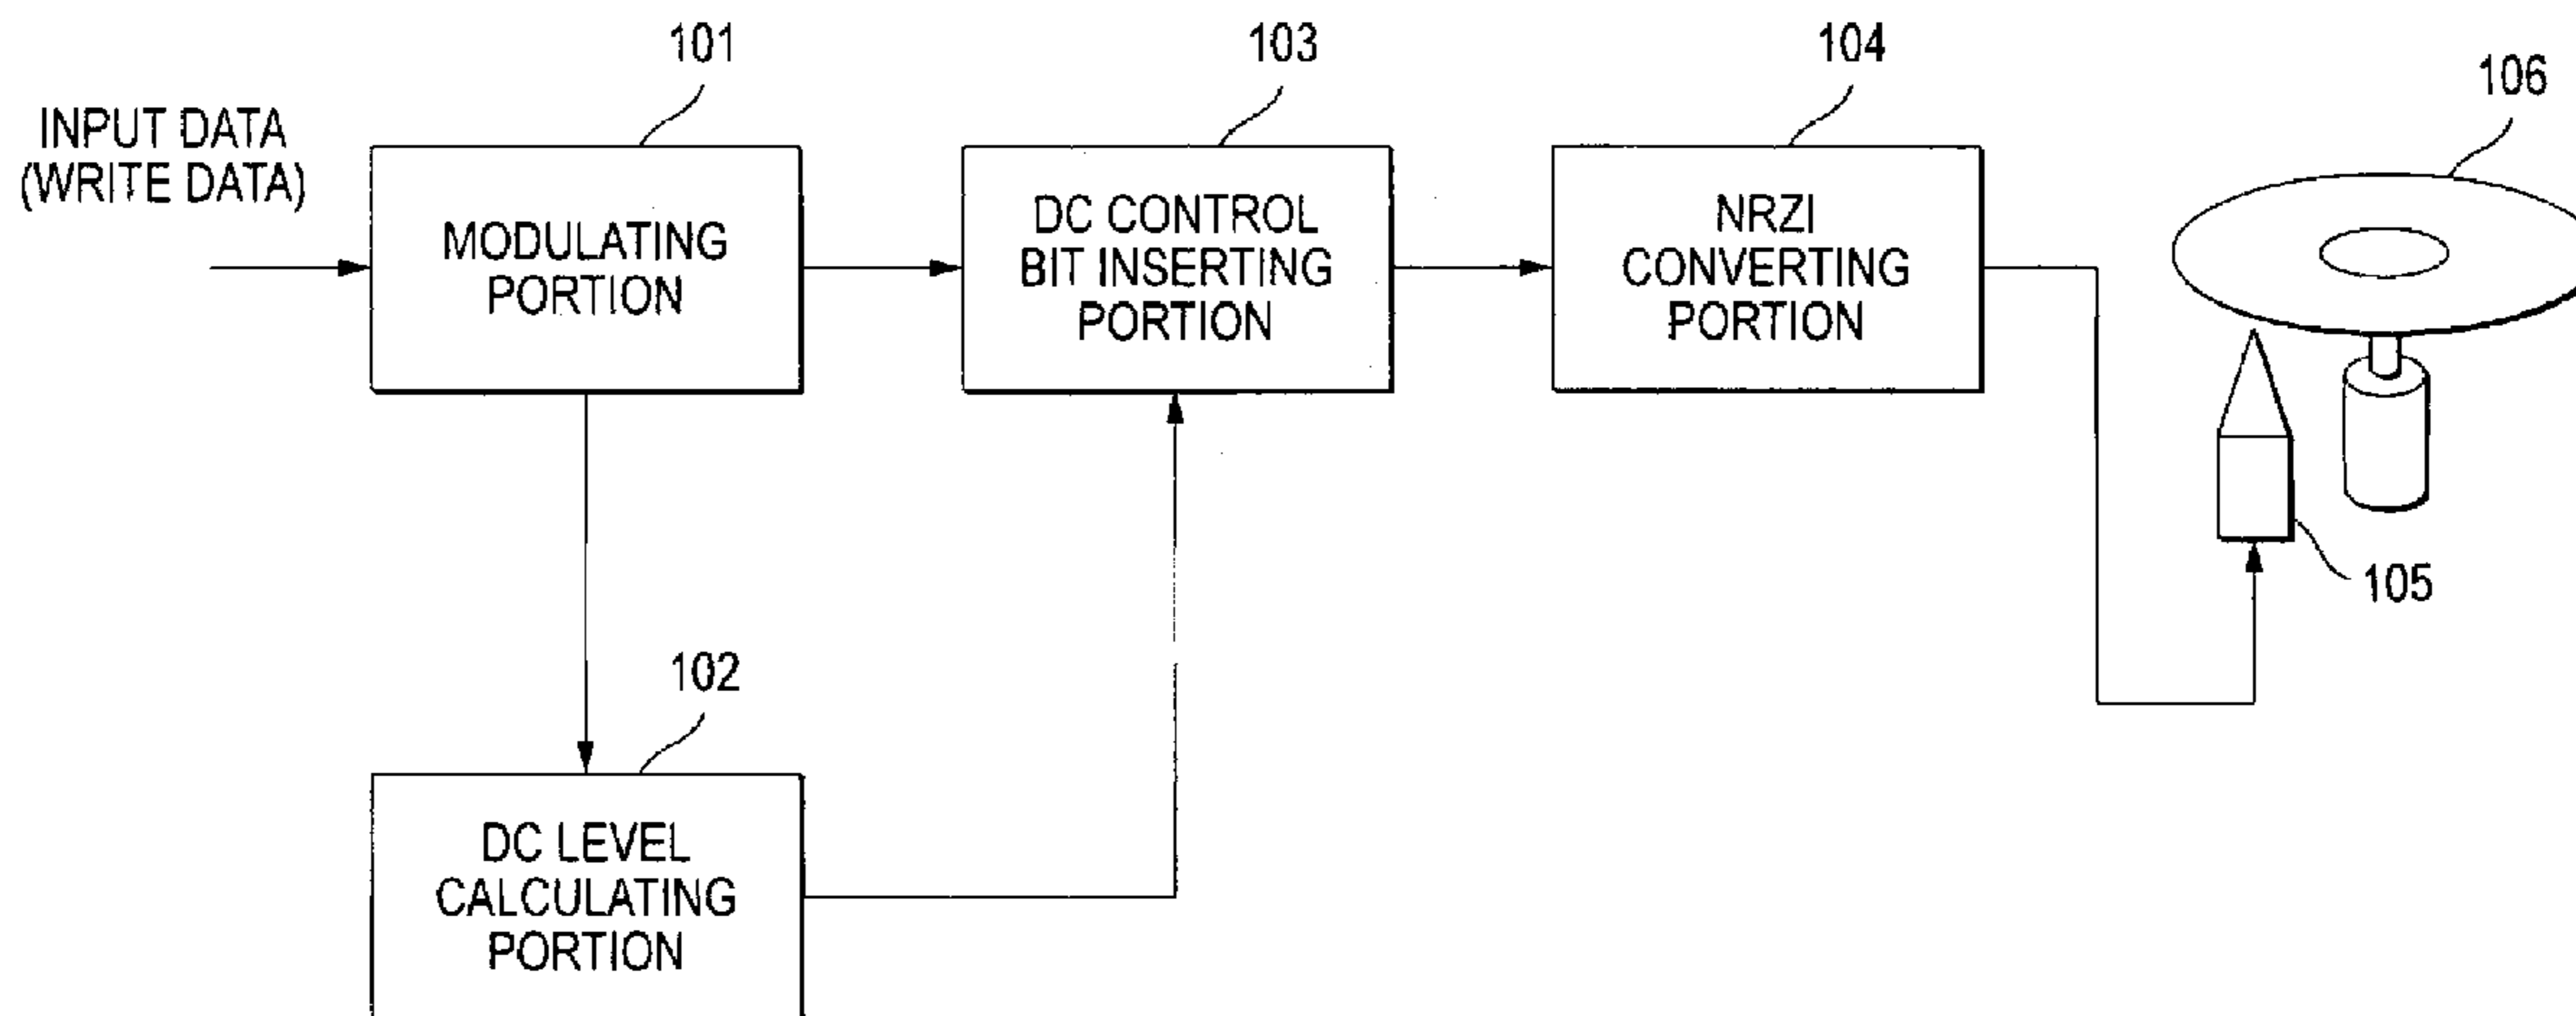 101
103
104
106
INPUT DATA
(WRITE DATA)
MODULATING
PORTION
DC CONTROL
BIT INSERTING
PORTION
NRZI
CONVERTING
PORTION
105
102
DC LEVEL
CALCULATING
PORTION